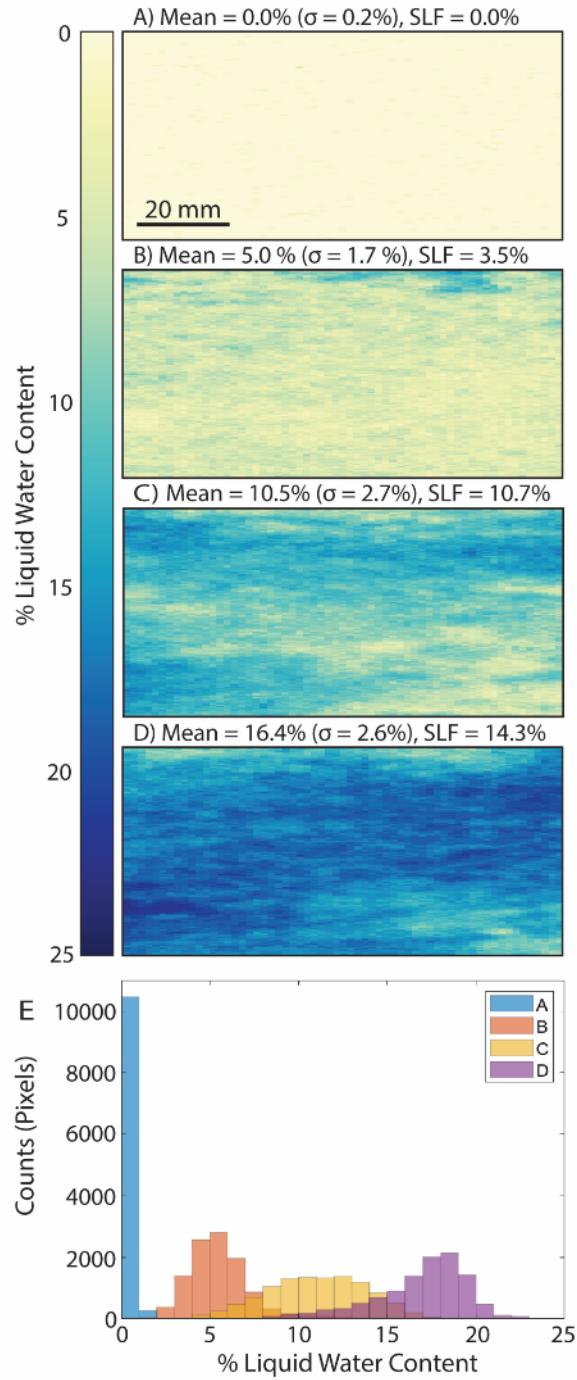 A) Mean = 0.0% (σ = 0.2%), SLF = 0.0%
0
5
10
15
20
25
% Liquid Water Content
20 mm
B) Mean = 5.0 % (σ = 1.7 %), SLF = 3.5%
C) Mean = 10.5% (σ = 2.7%), SLF = 10.7%
D) Mean = 16.4% (σ = 2.6%), SLF = 14.3%
E
A
B
C
D
10000
8000
6000
4000
2000
0
Counts (Pixels)
0 5 10 15 20 25
% Liquid Water Content